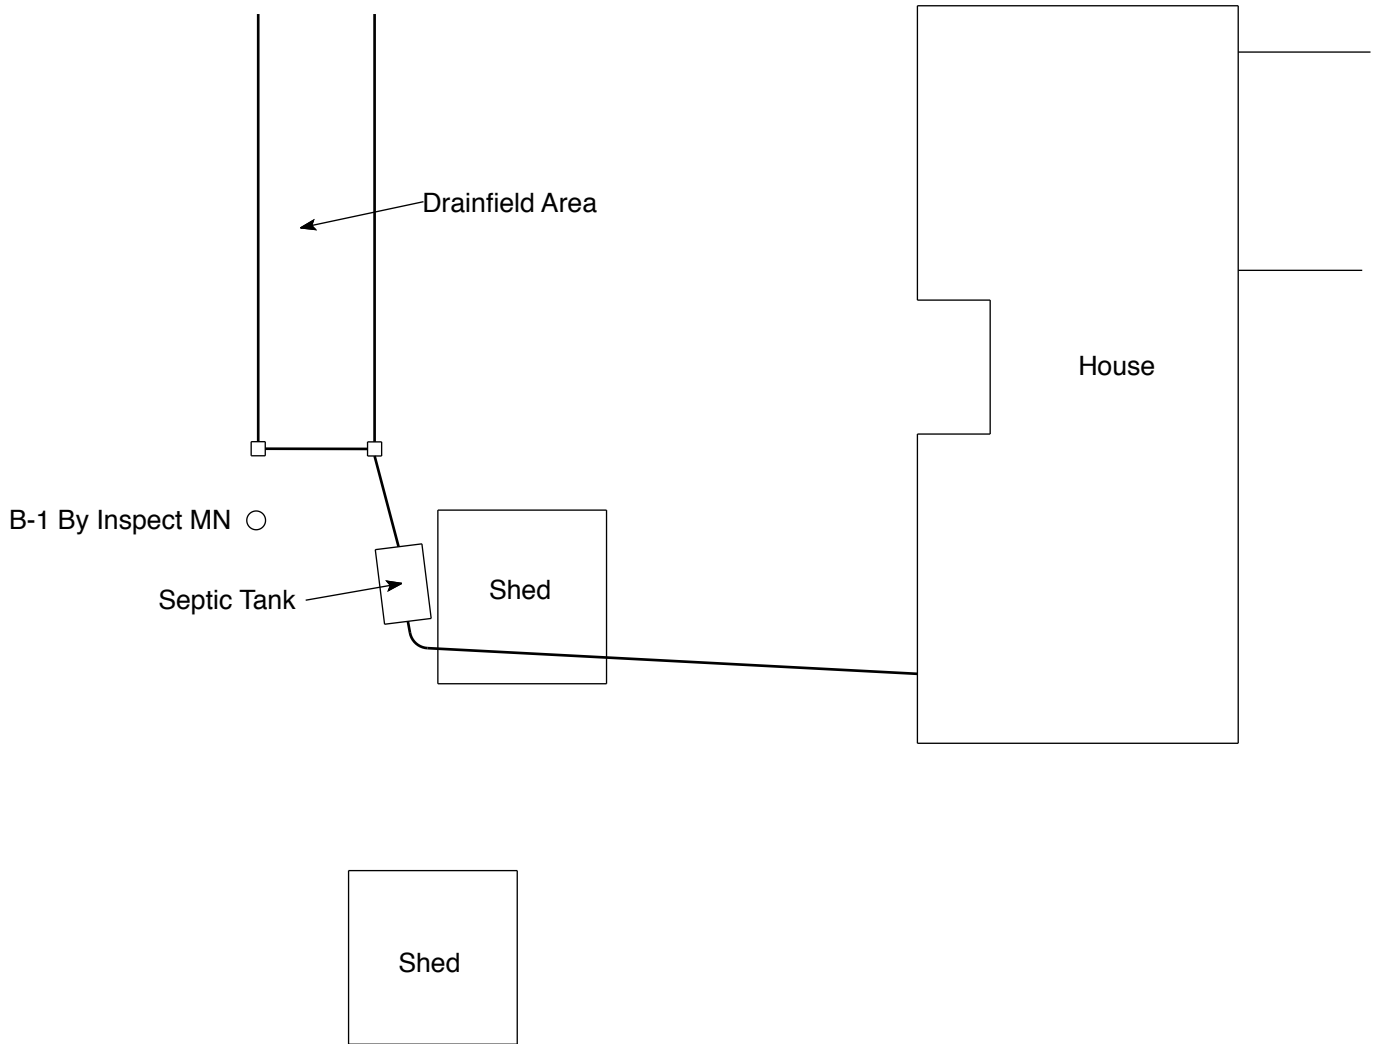 Drainfield Area
House
B-1 By Inspect MN
Septic Tank
Shed
Shed